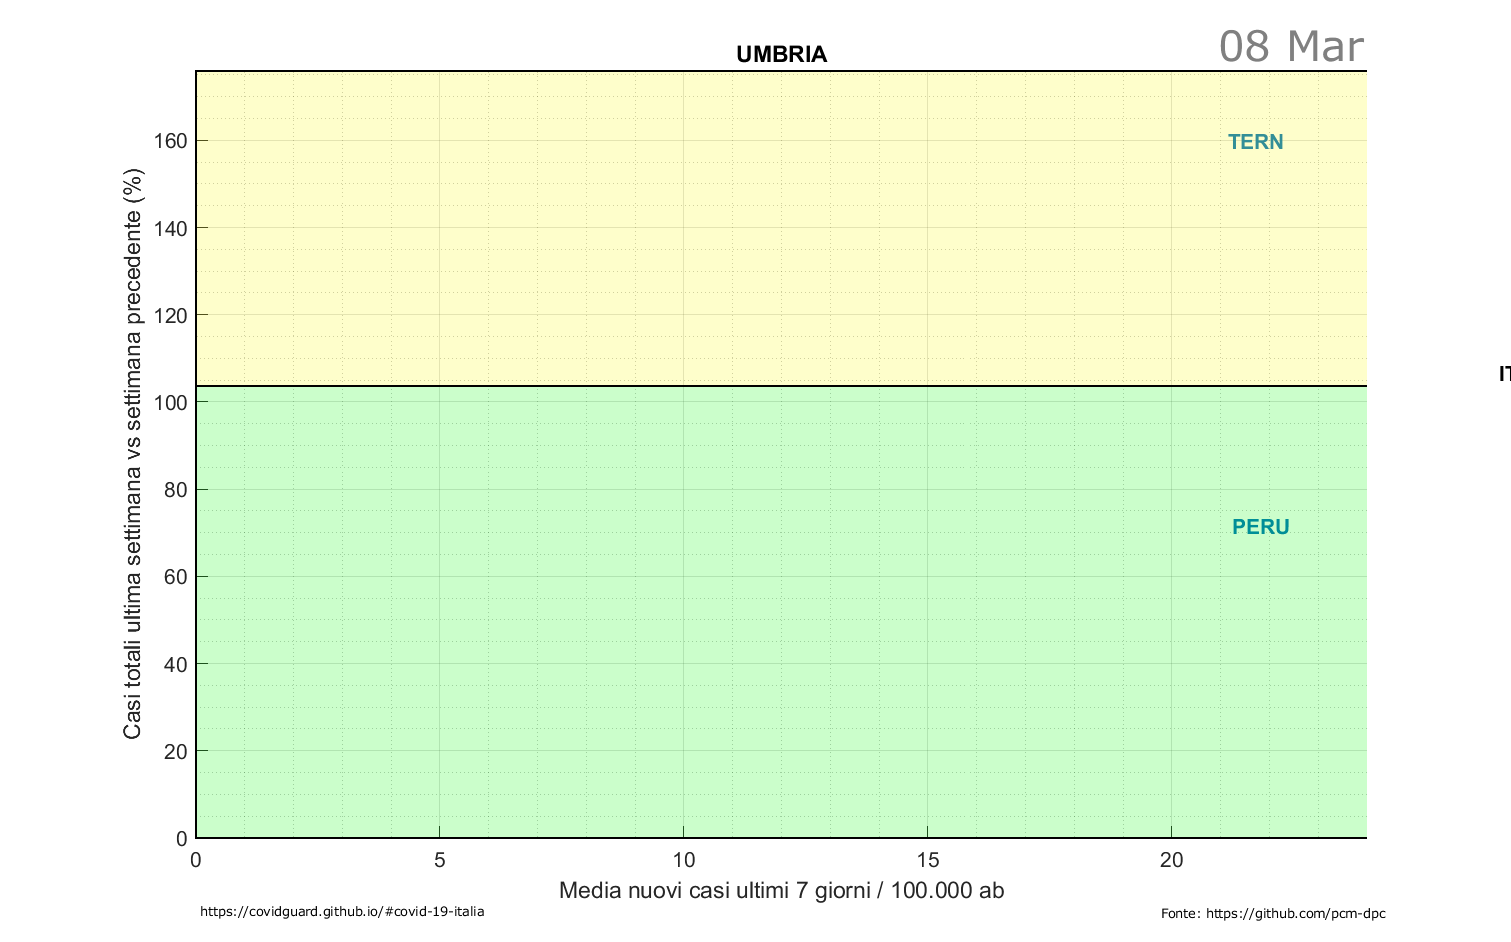 UMBRIA
08 Mar
Casi totali ultima settimana vs settimana precedente (%)
160
TERN
140
120
IT
100
80
PERU
60
40
20
0
0 5 10 15 20
Media nuovi casi ultimi 7 giorni / 100.000 ab
https://covidguard.github.io/#covid-19-italia
Fonte: https://github.com/pcm-dpc